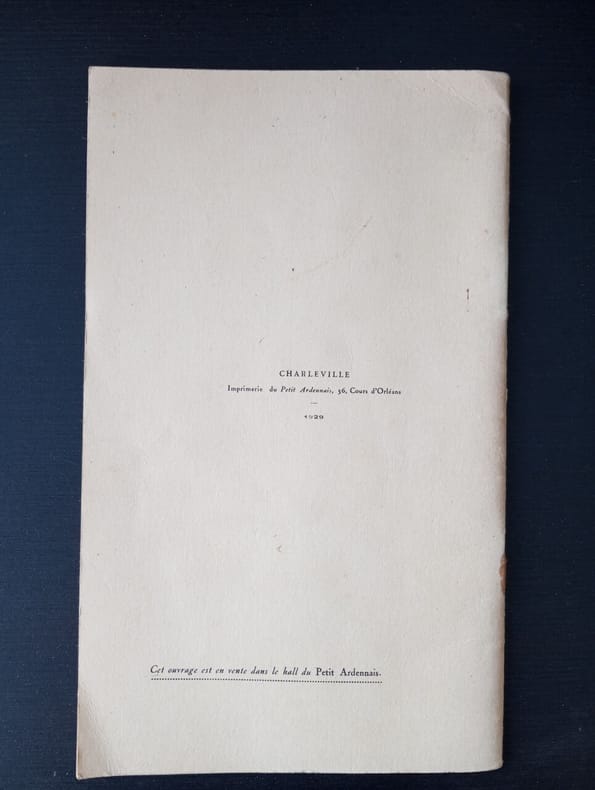 CHARLEVILLE
Imprimerie du Petit Ardennais, 36, Cours d'Orléans
—
1929
Cet ouvrage est en vente dans le hall du Petit Ardennais.